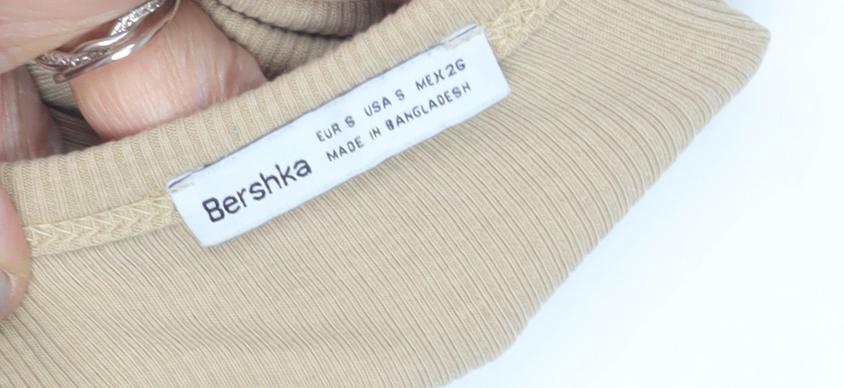 Bershka
EUR S USA S MEX 26
MADE IN BANGLADESH